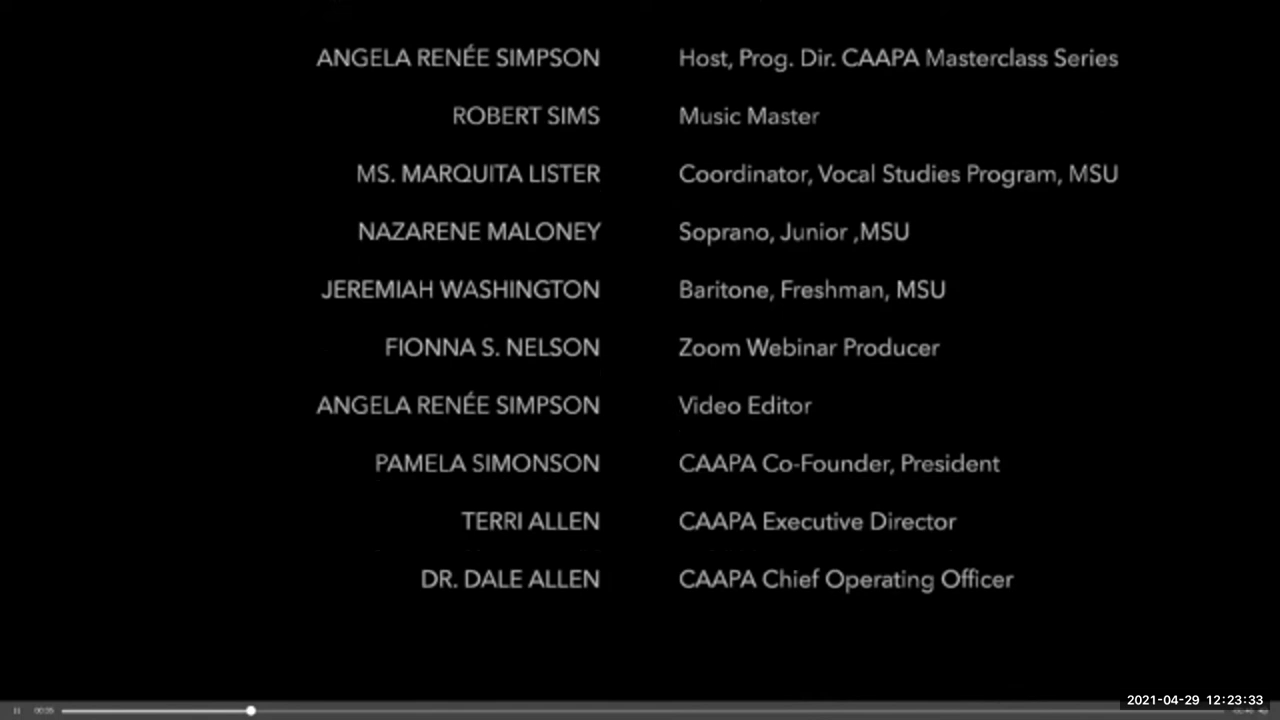 ANGELA RENÉE SIMPSON Host, Prog. Dir. CAAPA Masterclass Series
ROBERT SIMS Music Master
MS. MARQUITA LISTER Coordinator, Vocal Studies Program, MSU
NAZARENE MALONEY Soprano, Junior ,MSU
JEREMIAH WASHINGTON Baritone, Freshman, MSU
FIONNA S. NELSON Zoom Webinar Producer
ANGELA RENÉE SIMPSON Video Editor
PAMELA SIMONSON CAAPA Co-Founder, President
TERRI ALLEN CAAPA Executive Director
DR. DALE ALLEN CAAPA Chief Operating Officer
2021-04-29 12:23:33